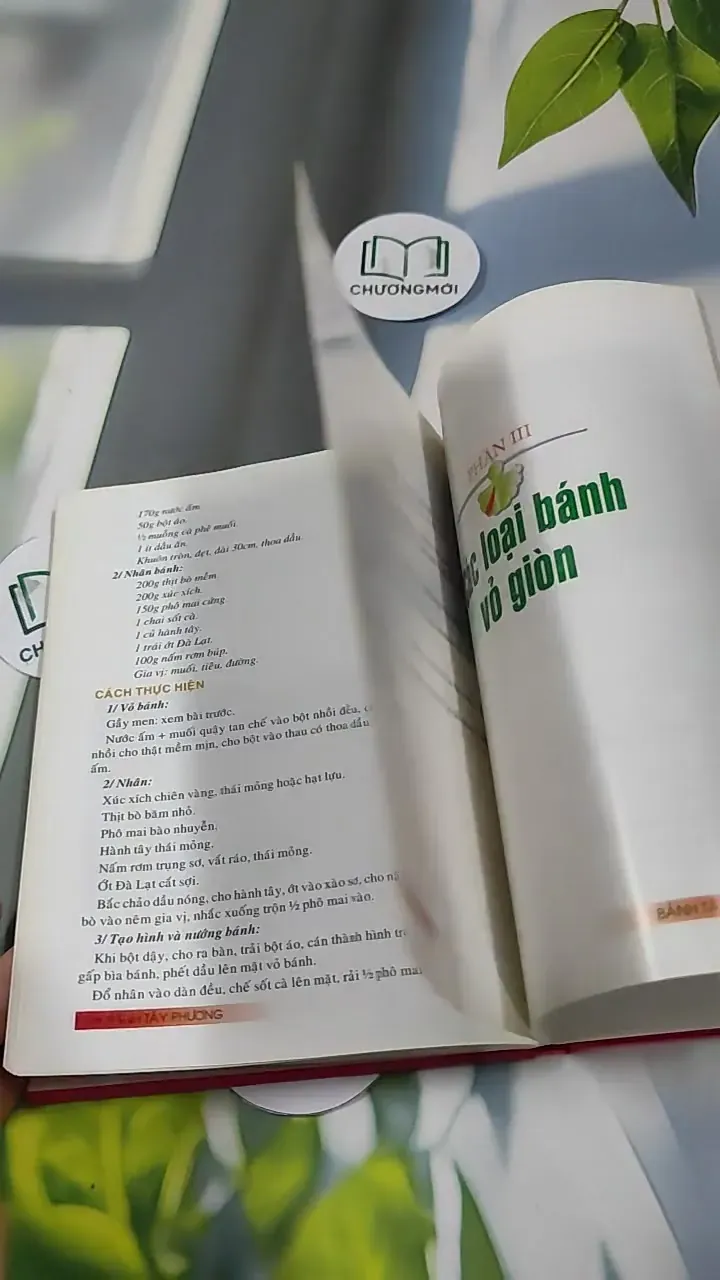 CHƯƠNGMỚI
170g nước ấm
50g bột áo.
½ muỗng cà phê muối.
1 ít dầu ăn.
Khuôn tròn, dẹt, dài 30cm, thoa dầu.
2/ Nhân bánh:
200g thịt bò mềm
200g xúc xích.
150g phô mai cứng
1 chai sốt cà.
1 củ hành tây.
1 trái ớt Đà Lạt.
100g nấm rơm búp.
Gia vị: muối, tiêu, đường.
CÁCH THỰC HIỆN
1/ Vỏ bánh:
Gầy men: xem bài trước.
Nước ấm + muối quậy tan chế vào bột nhồi đều,
nhồi cho thật mềm mịn, cho bột vào thau có thoa dầu
ấm.
2/ Nhân:
Xúc xích chiên vàng, thái mỏng hoặc hạt lựu.
Thịt bò băm nhỏ.
Phô mai bào nhuyễn.
Hành tây thái mỏng.
Nấm rơm trụng sơ, vắt ráo, thái mỏng.
Ớt Đà Lạt cắt sợi.
Bắc chảo dầu nóng, cho hành tây, ớt vào xào sơ, cho
bò vào nêm gia vị, nhắc xuống trộn ½ phô mai vào.
3/ Tạo hình và nướng bánh:
Khi bột dậy, cho ra bàn, trải bột áo, cán thành hình
gấp bìa bánh, phết dầu lên mặt vỏ bánh.
Đổ nhân vào dàn đều, chế sốt cà lên mặt, rải ½ phô mai
TÂY PHƯƠNG
PHẦN III
loại bánh
vỏ giòn
BÁNH